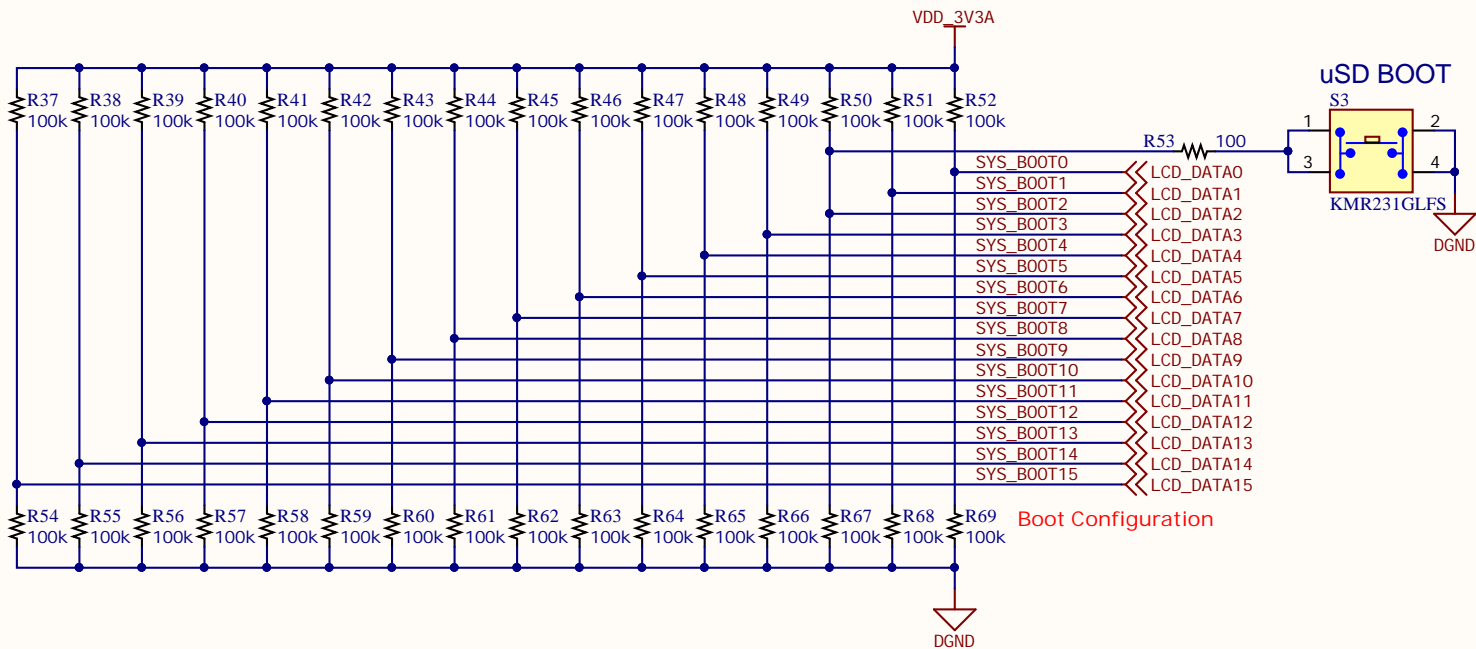 VDD_3V3A
uSD BOOT
R37 R38 R39 R40 R41 R42 R43 R44 R45 R46 R47 R48 R49 R50 R51 R52
100k 100k 100k 100k 100k 100k 100k 100k 100k 100k 100k 100k 100k 100k 100k 100k
S3
1 2
3 4
KMR231GLFS
DGND
R53 100
SYS_BOOT0 LCD_DATA0
SYS_BOOT1 LCD_DATA1
SYS_BOOT2 LCD_DATA2
SYS_BOOT3 LCD_DATA3
SYS_BOOT4 LCD_DATA4
SYS_BOOT5 LCD_DATA5
SYS_BOOT6 LCD_DATA6
SYS_BOOT7 LCD_DATA7
SYS_BOOT8 LCD_DATA8
SYS_BOOT9 LCD_DATA9
SYS_BOOT10 LCD_DATA10
SYS_BOOT11 LCD_DATA11
SYS_BOOT12 LCD_DATA12
SYS_BOOT13 LCD_DATA13
SYS_BOOT14 LCD_DATA14
SYS_BOOT15 LCD_DATA15
R54 R55 R56 R57 R58 R59 R60 R61 R62 R63 R64 R65 R66 R67 R68 R69
100k 100k 100k 100k 100k 100k 100k 100k 100k 100k 100k 100k 100k 100k 100k 100k
Boot Configuration
DGND